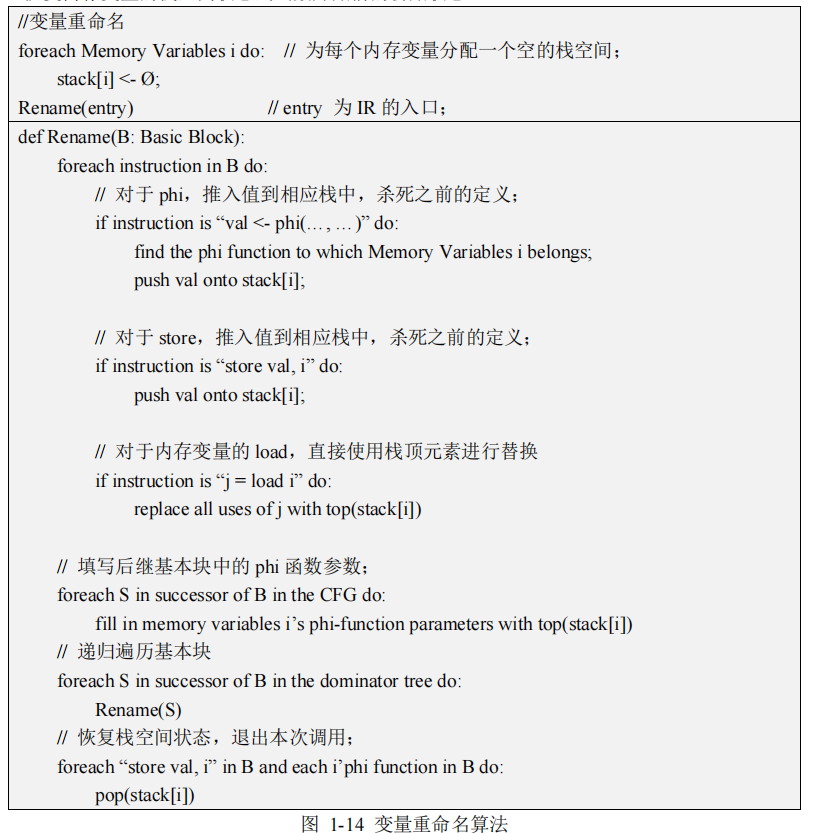 //变量重命名
foreach Memory Variables i do: // 为每个内存变量分配一个空的栈空间；
stack[i] <- Ø;
Rename(entry) // entry 为 IR 的入口；
def Rename(B: Basic Block):
foreach instruction in B do:
// 对于 phi，推入值到相应栈中，杀死之前的定义；
if instruction is “val <- phi(…, …)” do:
find the phi function to which Memory Variables i belongs;
push val onto stack[i];
// 对于 store，推入值到相应栈中，杀死之前的定义；
if instruction is “store val, i” do:
push val onto stack[i];
// 对于内存变量的 load，直接使用栈顶元素进行替换
if instruction is “j = load i” do:
replace all uses of j with top(stack[i])
// 填写后继基本块中的 phi 函数参数；
foreach S in successor of B in the CFG do:
fill in memory variables i’s phi-function parameters with top(stack[i])
// 递归遍历基本块
foreach S in successor of B in the dominator tree do:
Rename(S)
// 恢复栈空间状态，退出本次调用；
foreach “store val, i” in B and each i’phi function in B do:
pop(stack[i])
图 1-14 变量重命名算法